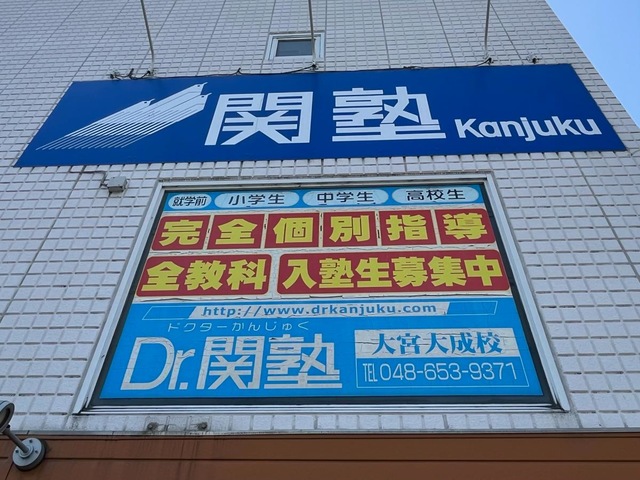 関塾 Kanjuku
就学前 小学生 中学生 高校生
完全個別指導
全教科 入塾生募集中
http://www.drkanjuku.com
ドクターかんじゅく
Dr.関塾
大宮大成校
TEL 048-653-9371